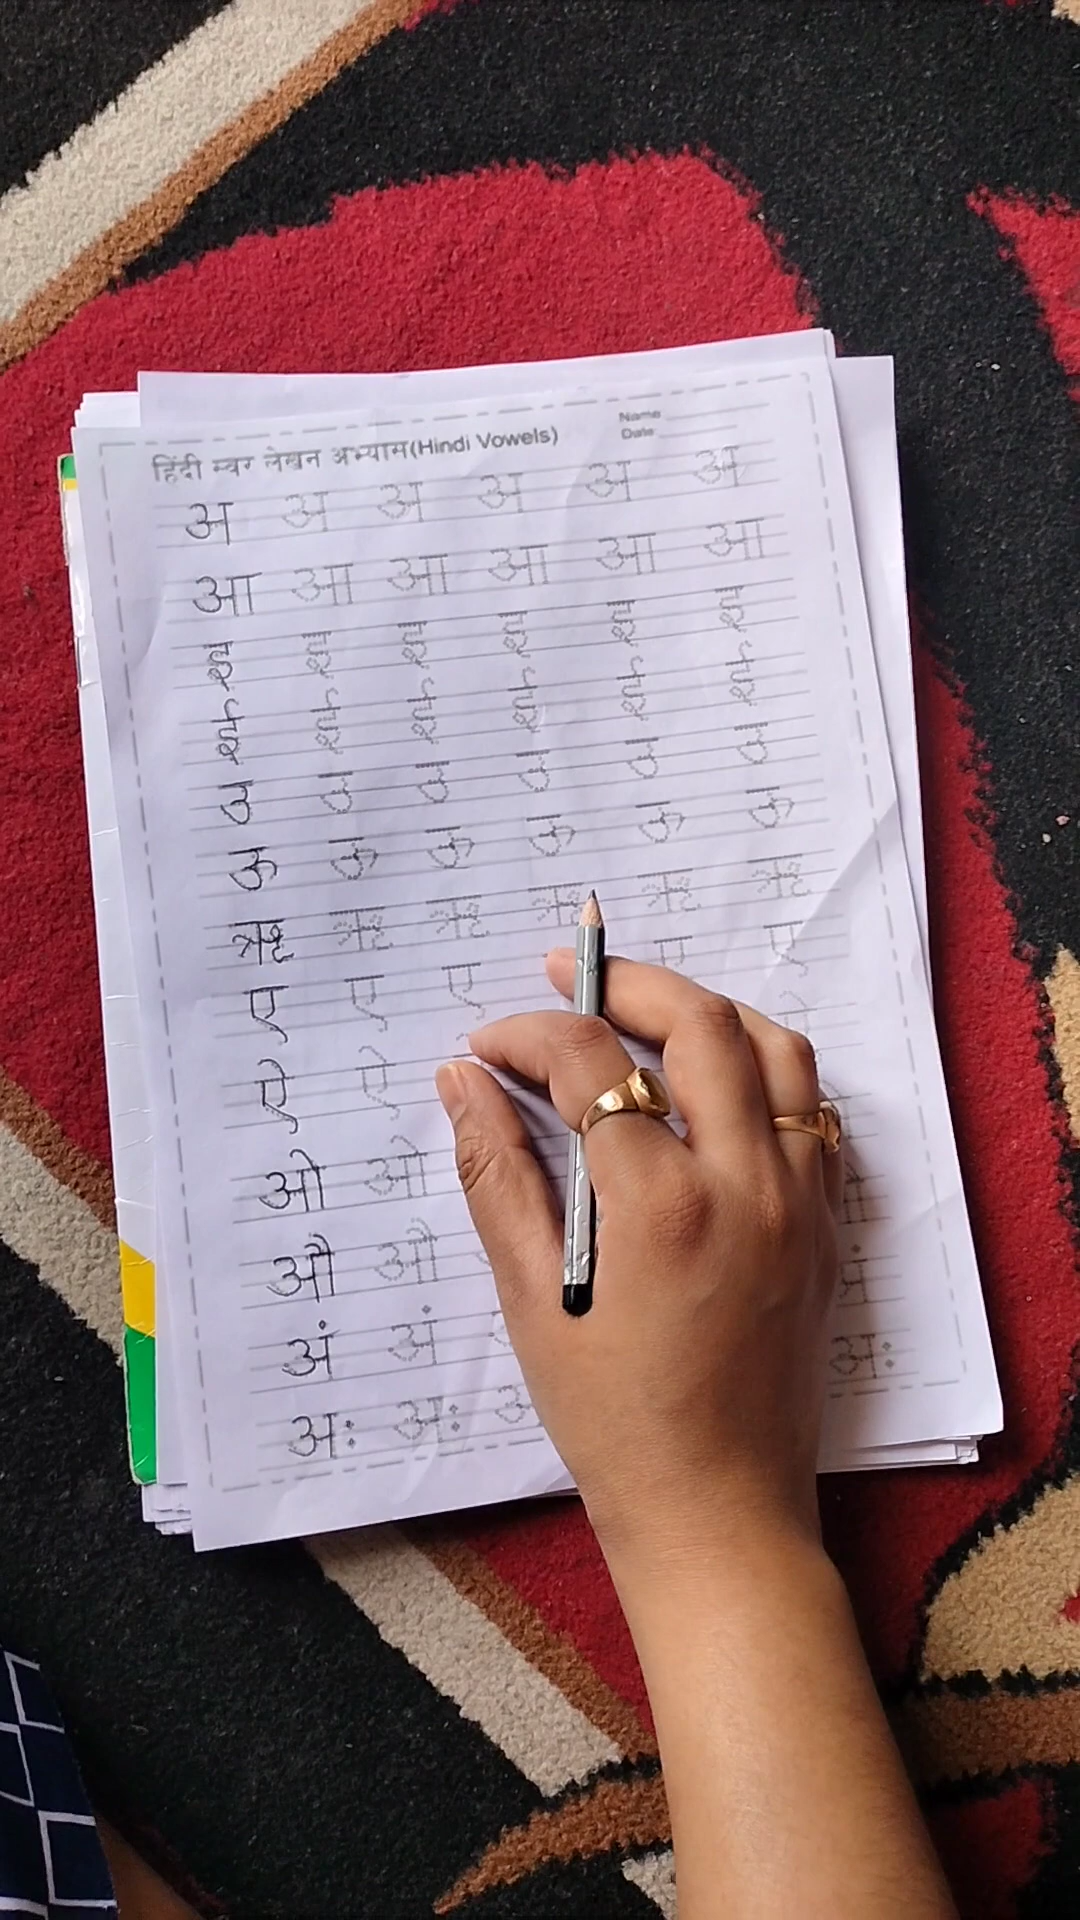 हिंदी स्वर लेखन अभ्यास(Hindi Vowels)
Name
Date
अ अ अ अ अ अ
आ आ आ आ आ आ
इ इ इ इ इ इ
ई ई ई ई ई ई
उ उ उ उ उ उ
ऊ ऊ ऊ ऊ ऊ ऊ
ऋ ऋ ऋ ऋ ऋ ऋ
ए ए ए ए ए
ऐ ऐ
ओ ओ
औ औ
अं अं
अः अः अः